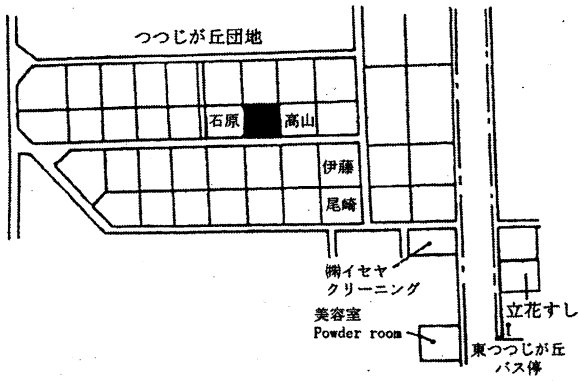 つつじが丘団地
石原
高山
伊藤
尾崎
㈱イセヤ
クリーニング
美容室
Powder room
立花すし
東つつじが丘
バス停